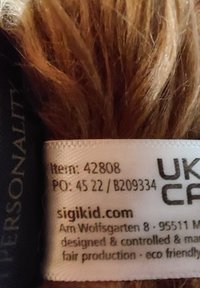 PERSONALITY
Item: 42808
PO: 45 22 / B209334
UK
CA
sigikid.com
Am Wolfsgarten 8 · 95511 M
designed & controlled & ma
fair production · eco friendly